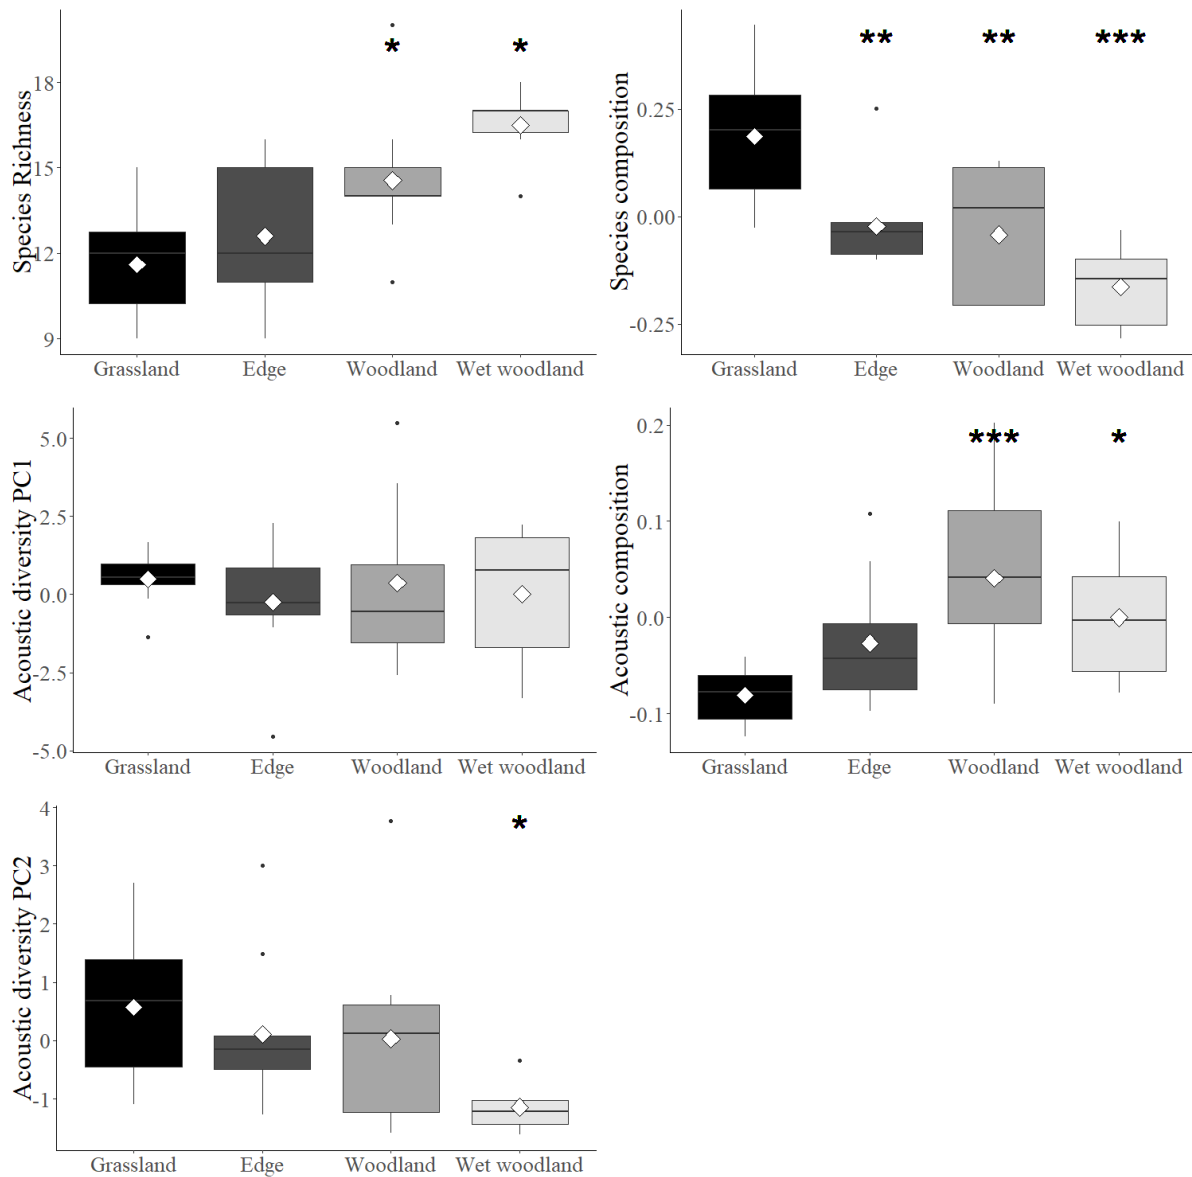 Species Richness
18
15
12
9
* *
Grassland Edge Woodland Wet woodland
Species composition
0.25
0.00
-0.25
** ** ***
Grassland Edge Woodland Wet woodland
Acoustic diversity PC1
5.0
2.5
0.0
-2.5
-5.0
Grassland Edge Woodland Wet woodland
Acoustic composition
0.2
0.1
0.0
-0.1
*** *
Grassland Edge Woodland Wet woodland
Acoustic diversity PC2
4
3
2
1
0
-1
*
Grassland Edge Woodland Wet woodland